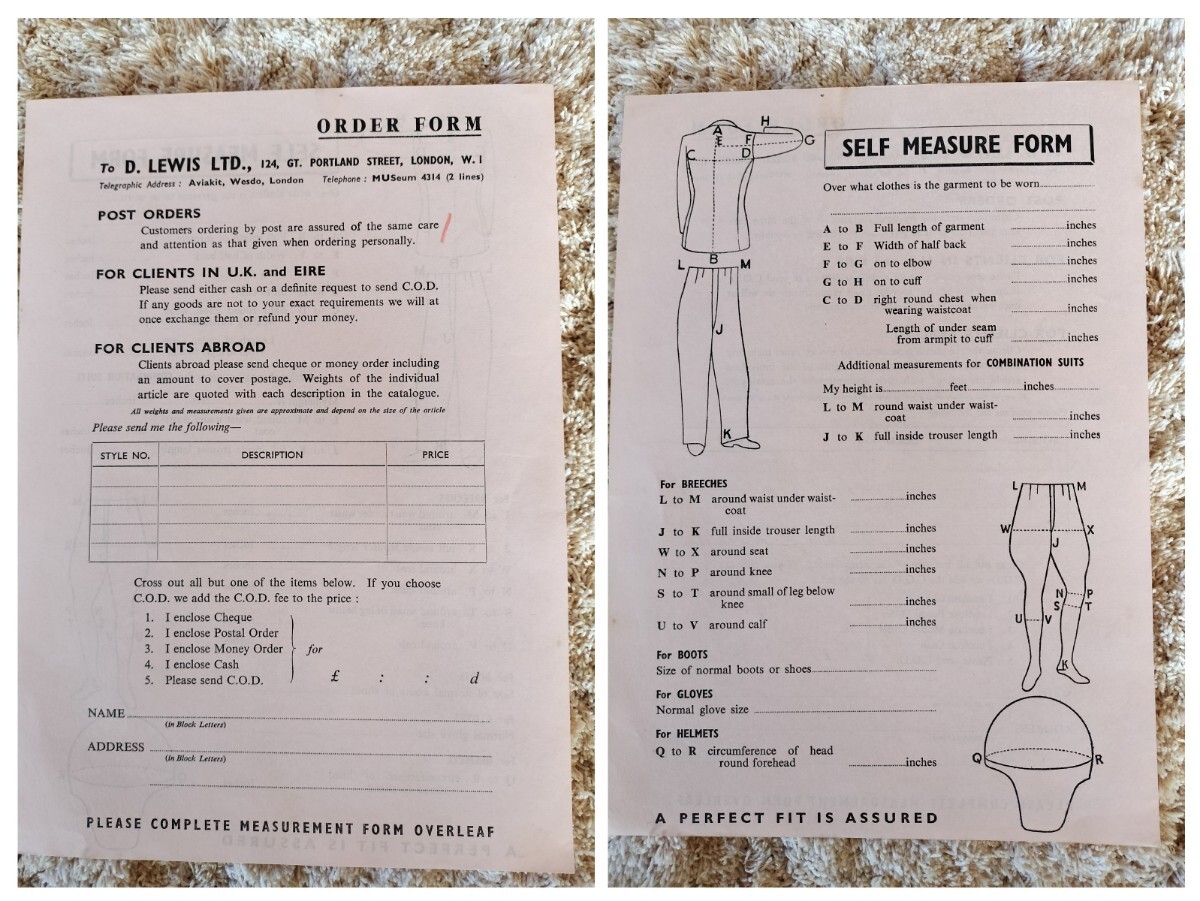 ORDER FORM
To D. LEWIS LTD., 124, GT. PORTLAND STREET, LONDON, W. I
Telegraphic Address : Aviakit, Wesdo, London Telephone : MUSeum 4314 (2 lines)
POST ORDERS
Customers ordering by post are assured of the same care
and attention as that given when ordering personally.
FOR CLIENTS IN U.K. and EIRE
Please send either cash or a definite request to send C.O.D.
If any goods are not to your exact requirements we will at
once exchange them or refund your money.
FOR CLIENTS ABROAD
Clients abroad please send cheque or money order including
an amount to cover postage. Weights of the individual
article are quoted with each description in the catalogue.
All weights and measurements given are approximate and depend on the size of the article
Please send me the following—
STYLE NO. DESCRIPTION PRICE
Cross out all but one of the items below. If you choose
C.O.D. we add the C.O.D. fee to the price :
1. I enclose Cheque
2. I enclose Postal Order
3. I enclose Money Order for
4. I enclose Cash
5. Please send C.O.D. £ : : d
NAME
(in Block Letters)
ADDRESS
(in Block Letters)
PLEASE COMPLETE MEASUREMENT FORM OVERLEAF
A
H
E
F
G
C
D
B
L
M
J
K
SELF MEASURE FORM
Over what clothes is the garment to be worn
A to B Full length of garment inches
E to F Width of half back inches
F to G on to elbow inches
G to H on to cuff inches
C to D right round chest when
wearing waistcoat inches
Length of under seam
from armpit to cuff inches
Additional measurements for COMBINATION SUITS
My height is feet inches
L to M round waist under waist-
coat inches
J to K full inside trouser length inches
For BREECHES
L to M around waist under waist-
coat inches
J to K full inside trouser length inches
W to X around seat inches
N to P around knee inches
S to T around small of leg below
knee inches
U to V around calf inches
L
M
W
X
J
N
P
S
T
U
V
K
For BOOTS
Size of normal boots or shoes
For GLOVES
Normal glove size
For HELMETS
Q to R circumference of head
round forehead inches
Q
R
A PERFECT FIT IS ASSURED